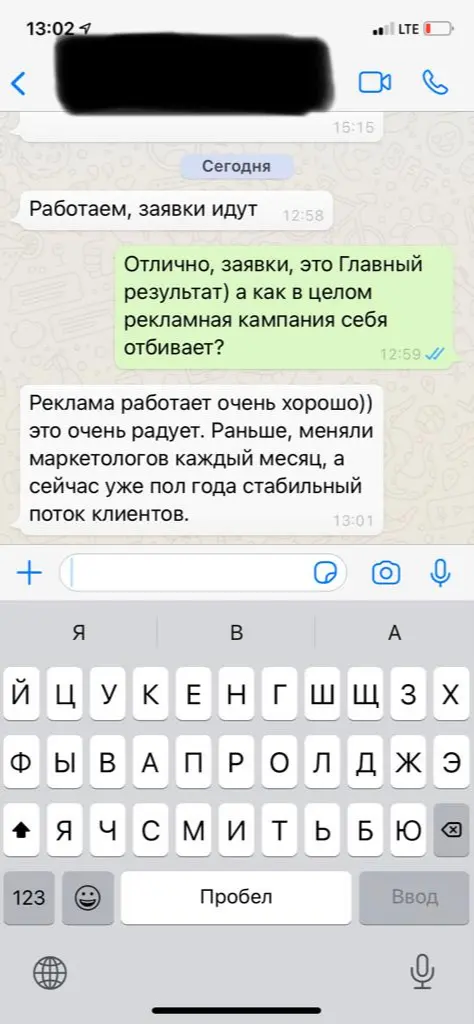 13:02
LTE
15:15
Сегодня
Работаем, заявки идут
12:58
Отлично, заявки, это Главный
результат) а как в целом
рекламная кампания себя
отбивает?
12:59
Реклама работает очень хорошо))
это очень радует. Раньше, меняли
маркетологов каждый месяц, а
сейчас уже пол года стабильный
поток клиентов.
13:01
Я В А
Й Ц У К Е Н Г Ш Щ З Х
Ф Ы В А П Р О Л Д Ж Э
Я Ч С М И Т Ь Б Ю
123 Пробел Ввод